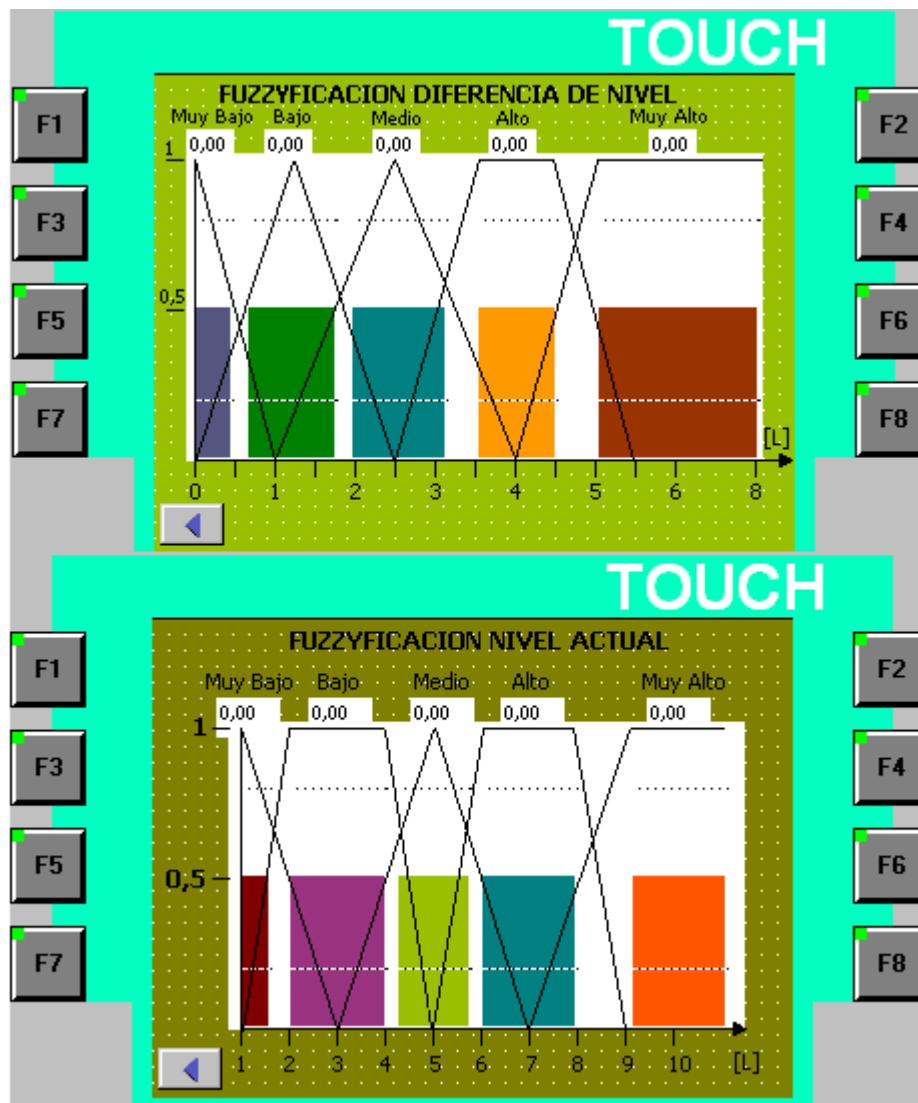 TOUCH
FUZZYFICACION DIFERENCIA DE NIVEL
Muy Bajo Bajo Medio Alto Muy Alto
0,00 0,00 0,00 0,00 0,00
1
0,5
[L]
0 1 2 3 4 5 6 8
F1
F2
F3
F4
F5
F6
F7
F8
TOUCH
FUZZYFICACION NIVEL ACTUAL
Muy Bajo Bajo Medio Alto Muy Alto
0,00 0,00 0,00 0,00 0,00
1
0,5
1 2 3 4 5 6 7 8 9 10 [L]
F1
F2
F3
F4
F5
F6
F7
F8